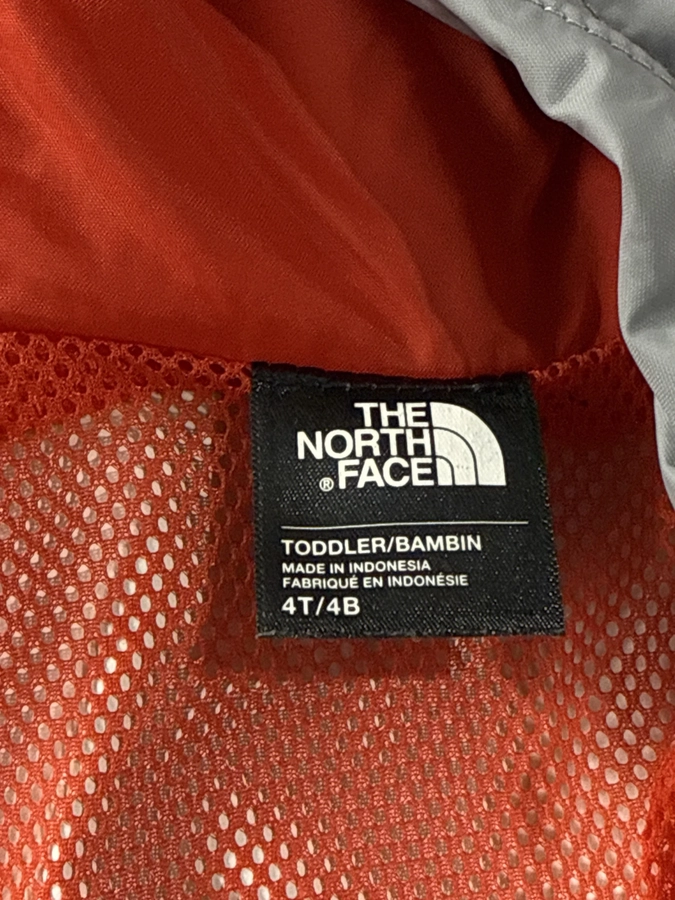 THE
NORTH
® FACE
TODDLER/BAMBIN
MADE IN INDONESIA
FABRIQUÉ EN INDONÉSIE
4T/4B